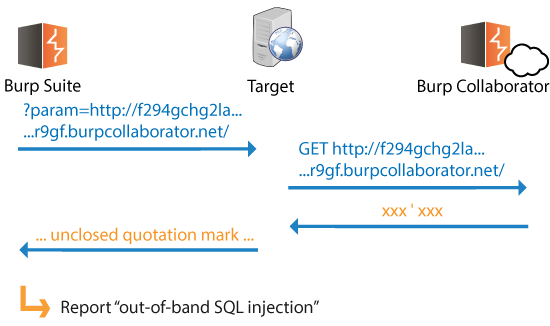 Burp Suite
Target
Burp Collaborator
?param=http://f294gchg2la...
...r9gf.burpcollaborator.net/
GET http://f294gchg2la...
...r9gf.burpcollaborator.net/
xxx ' xxx
... unclosed quotation mark ...
Report “out-of-band SQL injection”